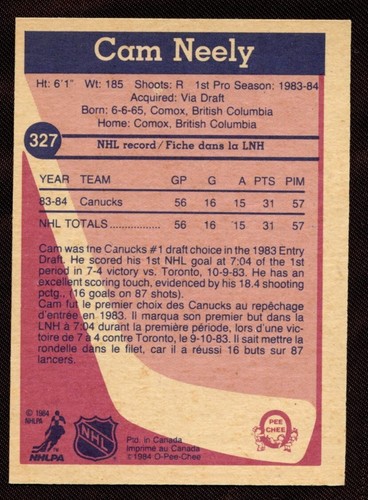 Cam Neely
Ht: 6'1" Wt: 185 Shoots: R 1st Pro Season: 1983-84
Acquired: Via Draft
Born: 6-6-65, Comox, British Columbia
Home: Comox, British Columbia
327
NHL record/Fiche dans la LNH
YEAR TEAM GP G A PTS PIM
83-84 Canucks 56 16 15 31 57
NHL TOTALS .................. 56 16 15 31 57
Cam was the Canucks #1 draft choice in the 1983 Entry
Draft. He scored his 1st NHL goal at 7:04 of the 1st
period in 7-4 victory vs. Toronto, 10-9-83. He has an
excellent scoring touch, evidenced by his 18.4 shooting
pctg., (16 goals on 87 shots).
Cam fut le premier choix des Canucks au repêchage
d'entrée en 1983. Il marqua son premier but dans la
LNH à 7:04 durant la première période, lors d'une vic-
toire de 7 à 4 contre Toronto, le 9-10-83. Il sait mettre la
rondelle dans le filet, car il a réussi 16 buts sur 87
lancers.
© 1984
NHLPA
NHLPA
NHL
Ptd. in Canada
Imprimé au Canada
©1984 O-Pee-Chee
O
PEE
CHEE